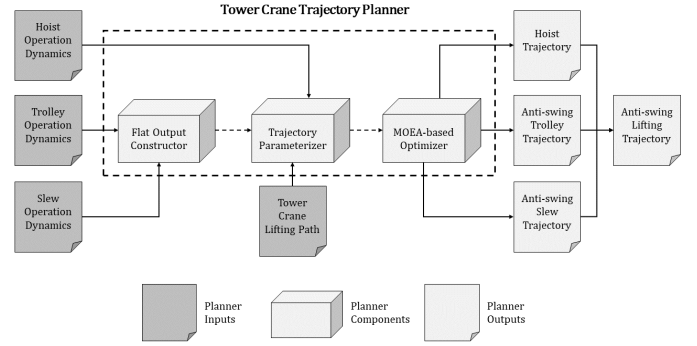 Tower Crane Trajectory Planner
Hoist
Operation
Dynamics
Hoist
Trajectory
Trolley
Operation
Dynamics
Flat Output
Constructor
Trajectory
Parameterizer
MOEA-based
Optimizer
Anti-swing
Trolley
Trajectory
Anti-swing
Lifting
Trajectory
Slew
Operation
Dynamics
Tower
Crane
Lifting Path
Anti-swing
Slew
Trajectory
Planner
Inputs
Planner
Components
Planner
Outputs